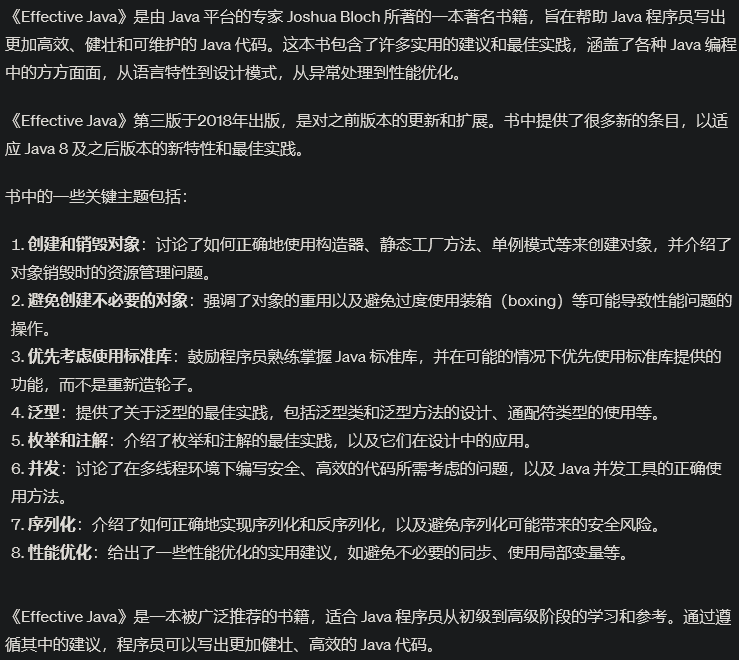 《Effective Java》是由 Java 平台的专家 Joshua Bloch 所著的一本著名书籍，旨在帮助 Java 程序员写出
更加高效、健壮和可维护的 Java 代码。这本书包含了许多实用的建议和最佳实践，涵盖了各种 Java 编程
中的方方面面，从语言特性到设计模式，从异常处理到性能优化。
《Effective Java》第三版于2018年出版，是对之前版本的更新和扩展。书中提供了很多新的条目，以适
应 Java 8 及之后版本的新特性和最佳实践。
书中的一些关键主题包括：
1. 创建和销毁对象：讨论了如何正确地使用构造器、静态工厂方法、单例模式等来创建对象，并介绍了
对象销毁时的资源管理问题。
2. 避免创建不必要的对象：强调了对象的重用以及避免过度使用装箱（boxing）等可能导致性能问题的
操作。
3. 优先考虑使用标准库：鼓励程序员熟练掌握 Java 标准库，并在可能的情况下优先使用标准库提供的
功能，而不是重新造轮子。
4. 泛型：提供了关于泛型的最佳实践，包括泛型类和泛型方法的设计、通配符类型的使用等。
5. 枚举和注解：介绍了枚举和注解的最佳实践，以及它们在设计中的应用。
6. 并发：讨论了在多线程环境下编写安全、高效的代码所需考虑的问题，以及 Java 并发工具的正确使
用方法。
7. 序列化：介绍了如何正确地实现序列化和反序列化，以及避免序列化可能带来的安全风险。
8. 性能优化：给出了一些性能优化的实用建议，如避免不必要的同步、使用局部变量等。
《Effective Java》是一本被广泛推荐的书籍，适合 Java 程序员从初级到高级阶段的学习和参考。通过遵
循其中的建议，程序员可以写出更加健壮、高效的 Java 代码。